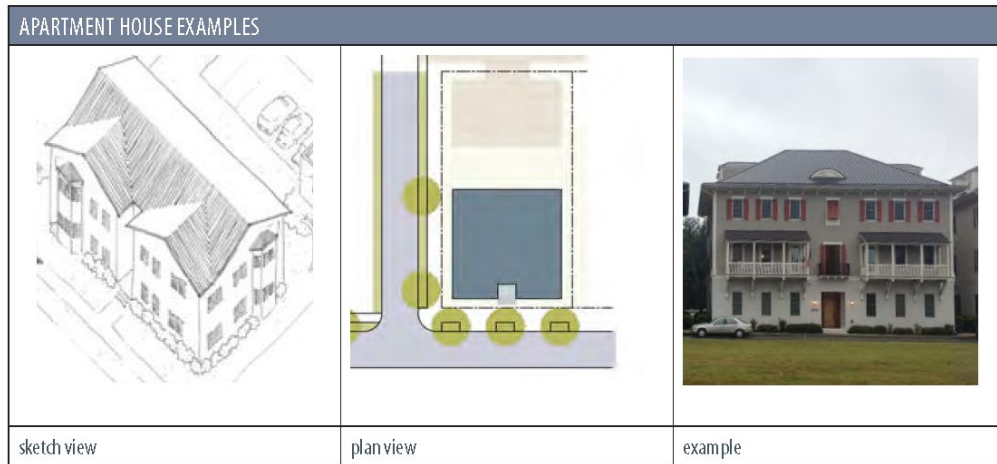 APARTMENT HOUSE EXAMPLES
sketch view
plan view
example